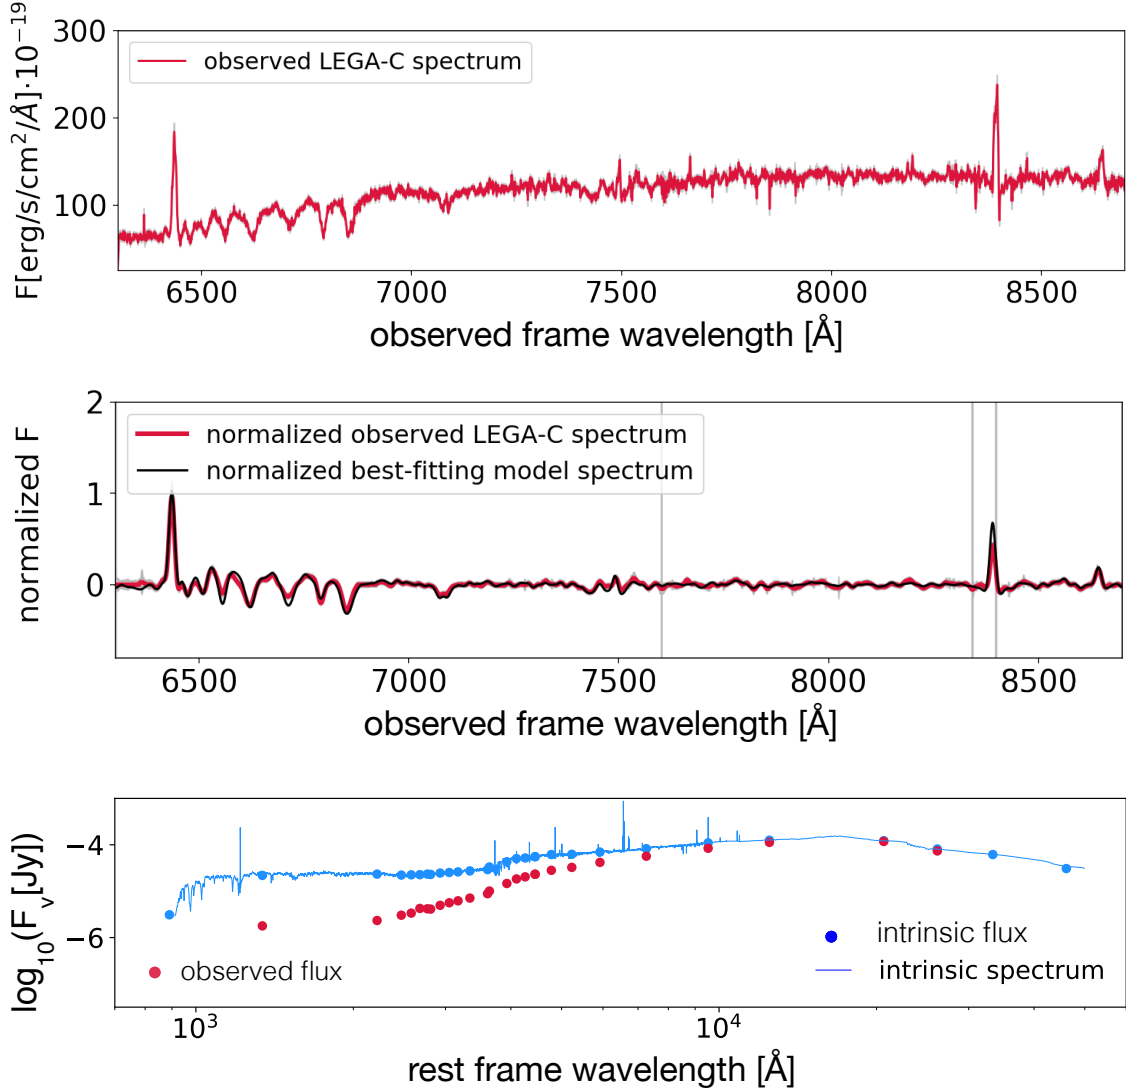 300
200
100
F[erg/s/cm²/Å]·10⁻¹⁹
observed LEGA-C spectrum
6500 7000 7500 8000 8500
observed frame wavelength [Å]
2
1
0
normalized F
normalized observed LEGA-C spectrum
normalized best-fitting model spectrum
6500 7000 7500 8000 8500
observed frame wavelength [Å]
−4
−6
log₁₀(F_v[Jy])
observed flux
intrinsic flux
intrinsic spectrum
10³ 10⁴
rest frame wavelength [Å]